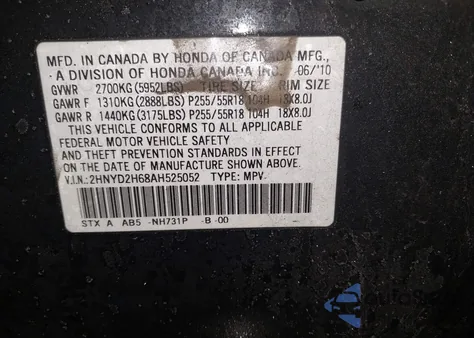 MFD. IN CANADA BY HONDA OF CANADA MFG.,
A DIVISION OF HONDA CANADA INC. 06/'10
GVWR 2700KG (5952LBS) TIRE SIZE RIM SIZE
GAWR F 1310KG (2888LBS) P255/55R18 104H 18X8.0J
GAWR R 1440KG (3175LBS) P255/55R18 104H 18X8.0J
THIS VEHICLE CONFORMS TO ALL APPLICABLE
FEDERAL MOTOR VEHICLE SAFETY
AND THEFT PREVENTION STANDARDS IN EFFECT
ON THE DATE OF MANUFACTURE SHOWN ABOVE.
V.I.N.: 2HNYD2H68AH525052 TYPE: MPV
STX A AB5 -NH731P -B -00